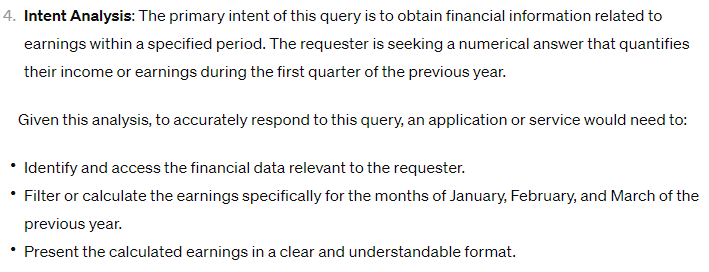 4. Intent Analysis: The primary intent of this query is to obtain financial information related to
earnings within a specified period. The requester is seeking a numerical answer that quantifies
their income or earnings during the first quarter of the previous year.
Given this analysis, to accurately respond to this query, an application or service would need to:
• Identify and access the financial data relevant to the requester.
• Filter or calculate the earnings specifically for the months of January, February, and March of the
previous year.
• Present the calculated earnings in a clear and understandable format.